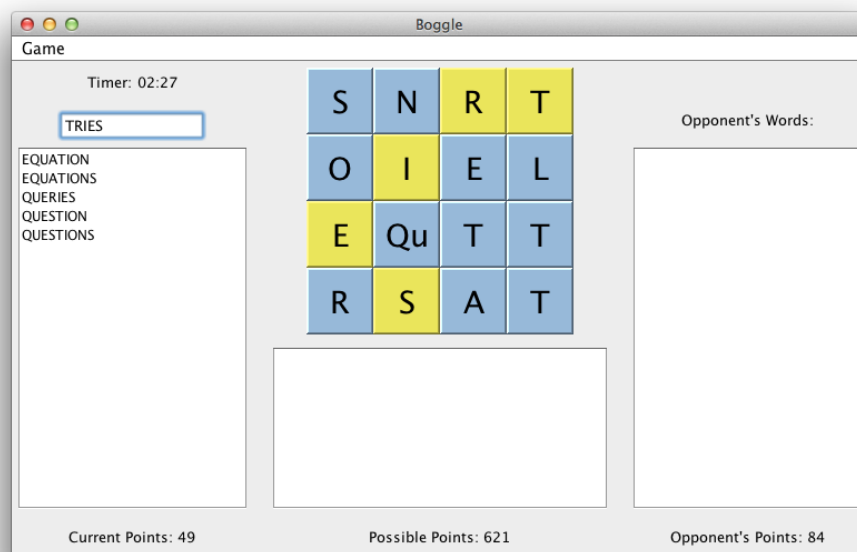 Boggle
Game
Timer: 02:27
TRIES
EQUATION
EQUATIONS
QUERIES
QUESTION
QUESTIONS
S N R T
O I E L
E Qu T T
R S A T
Opponent's Words:
Current Points: 49
Possible Points: 621
Opponent's Points: 84